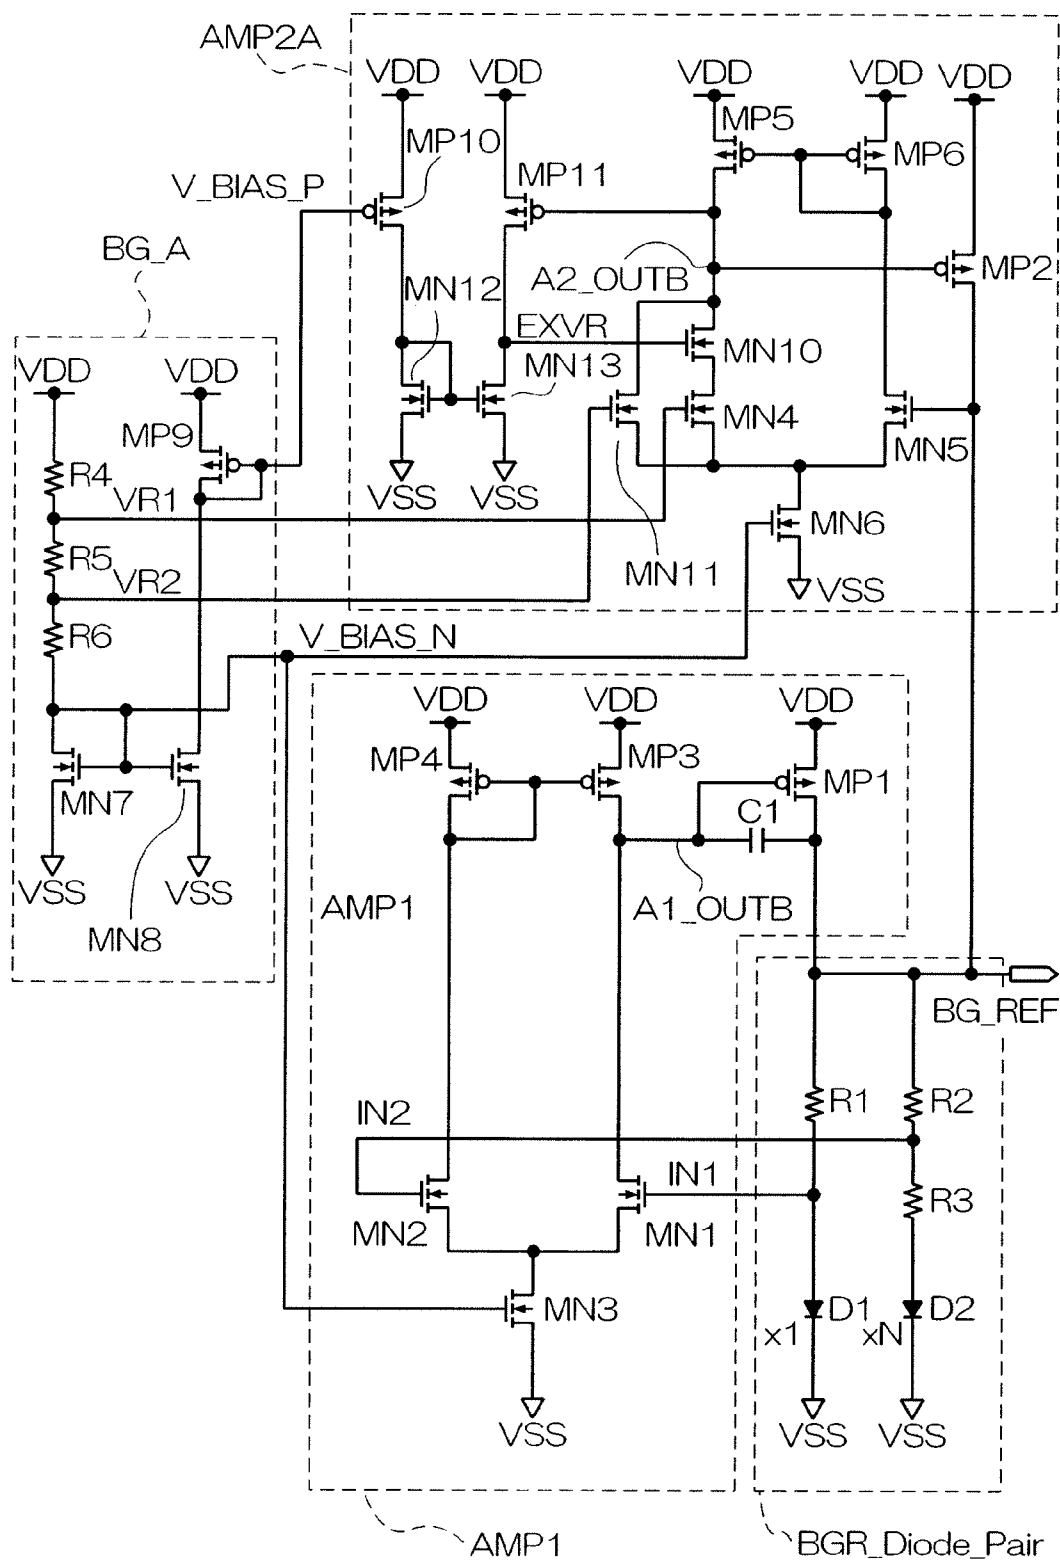 AMP2A
VDD
VDD
VDD
VDD
VDD
MP5
MP10
MP6
MP11
V_BIAS_P
BG_A
MP2
A2_OUTB
MN12
EXVR
MN10
MN13
VDD
VDD
MP9
MN4
MN5
R4
VSS
VSS
VR1
MN6
R5
MN11
VR2
VSS
R6
V_BIAS_N
VDD
VDD
VDD
MP4
MP3
MP1
MN7
C1
VSS
VSS
AMP1
A1_OUTB
MN8
BG_REF
IN2
R1
R2
IN1
R3
MN2
MN1
MN3
D1
D2
x1
xN
VSS
VSS
VSS
AMP1
BGR_Diode_Pair